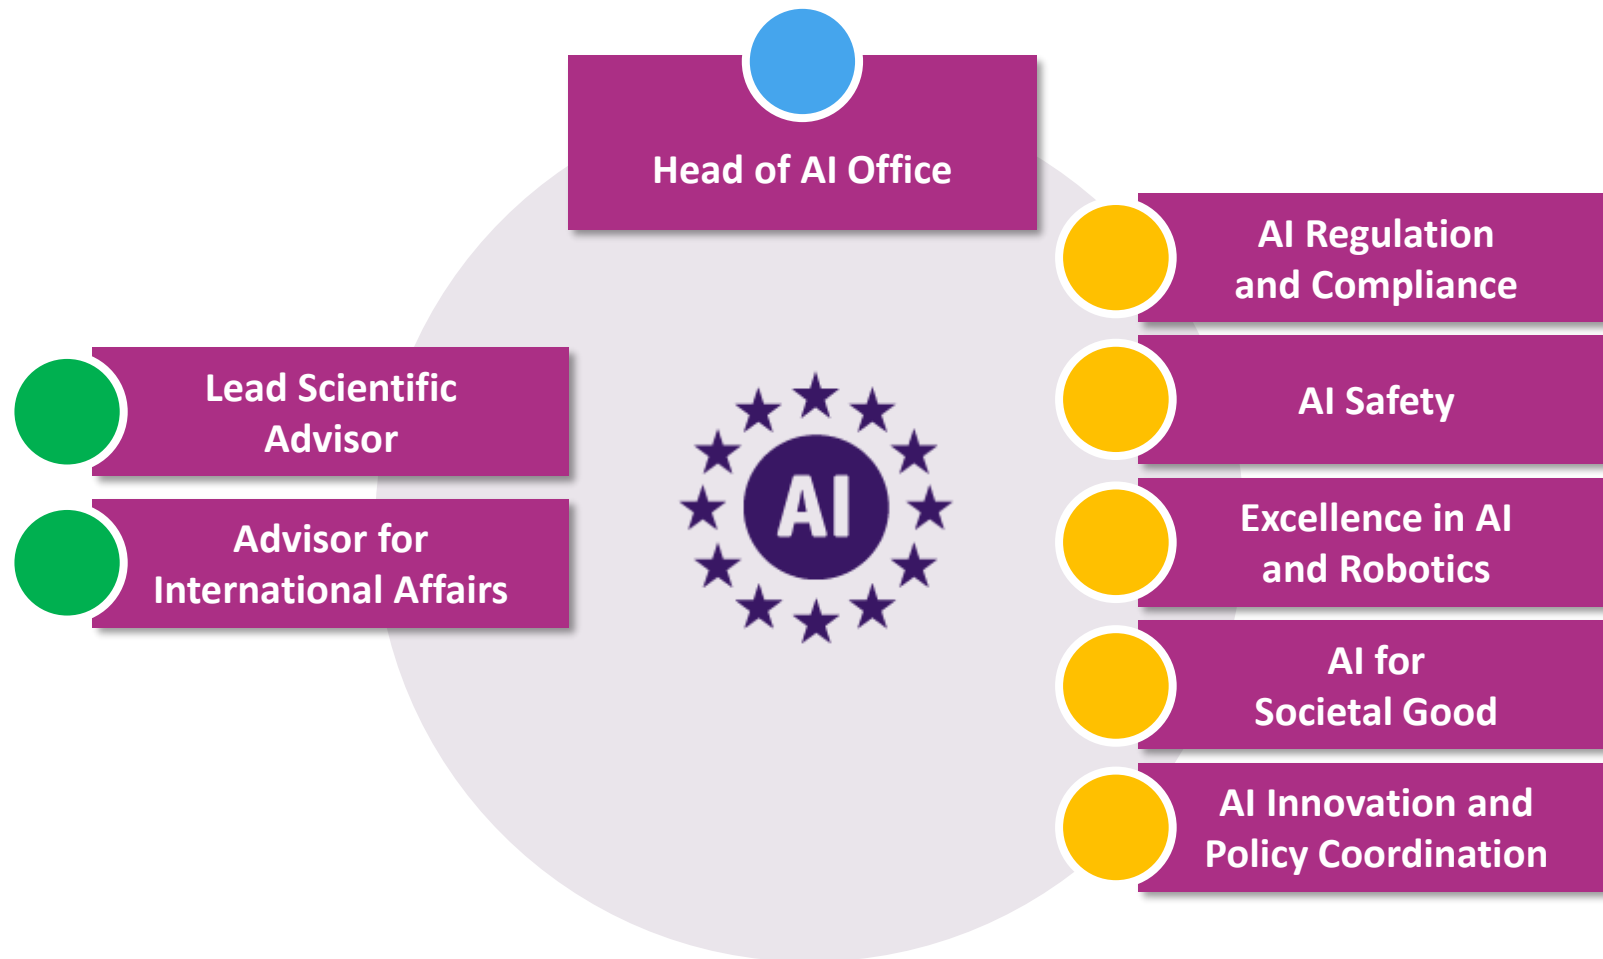 Head of AI Office
Lead Scientific
Advisor
Advisor for
International Affairs
AI
AI Regulation
and Compliance
AI Safety
Excellence in AI
and Robotics
AI for
Societal Good
AI Innovation and
Policy Coordination